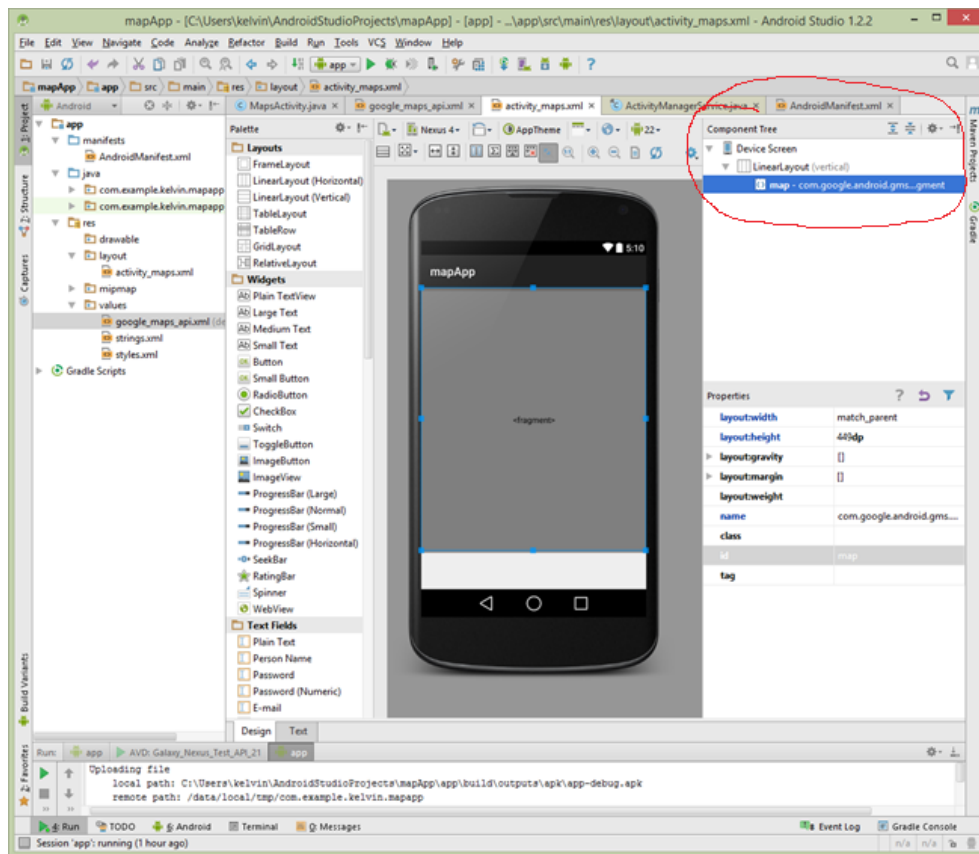 mapApp - [C:\Users\kelvin\AndroidStudioProjects\mapApp] - [app] - ...\app\src\main\res\layout\activity_maps.xml - Android Studio 1.2.2
File Edit View Navigate Code Analyze Refactor Build Run Tools VCS Window Help
app
mapApp app src main res layout activity_maps.xml
Android
MapsActivity.java google_maps_api.xml activity_maps.xml ActivityManagerService.java AndroidManifest.xml
1: Project
2: Structure
Captures
Build Variants
2: Favorites
app
manifests
AndroidManifest.xml
java
com.example.kelvin.mapapp
com.example.kelvin.mapapp
res
drawable
layout
activity_maps.xml
mipmap
values
google_maps_api.xml (de
strings.xml
styles.xml
Gradle Scripts
Palette
Layouts
FrameLayout
LinearLayout (Horizontal)
LinearLayout (Vertical)
TableLayout
TableRow
GridLayout
RelativeLayout
Widgets
Plain TextView
Large Text
Medium Text
Small Text
Button
Small Button
RadioButton
CheckBox
Switch
ToggleButton
ImageButton
ImageView
ProgressBar (Large)
ProgressBar (Normal)
ProgressBar (Small)
ProgressBar (Horizontal)
SeekBar
RatingBar
Spinner
WebView
Text Fields
Plain Text
Person Name
Password
Password (Numeric)
E-mail
Nexus 4 AppTheme 22
5:10
mapApp
<fragment>
Design Text
Component Tree
Device Screen
LinearLayout (vertical)
map - com.google.android.gms...gment
Maven Projects
Gradle
Properties
layout:width match_parent
layout:height 449dp
layout:gravity []
layout:margin []
layout:weight
name com.google.android.gms....
class
id map
tag
Run: app AVD: Galaxy_Nexus_Test_API_21 app
Uploading file
local path: C:\Users\kelvin\AndroidStudioProjects\mapApp\app\build\outputs\apk\app-debug.apk
remote path: /data/local/tmp/com.example.kelvin.mapapp
4: Run TODO 6: Android Terminal 0: Messages Event Log Gradle Console
Session 'app': running (1 hour ago) n/a n/a